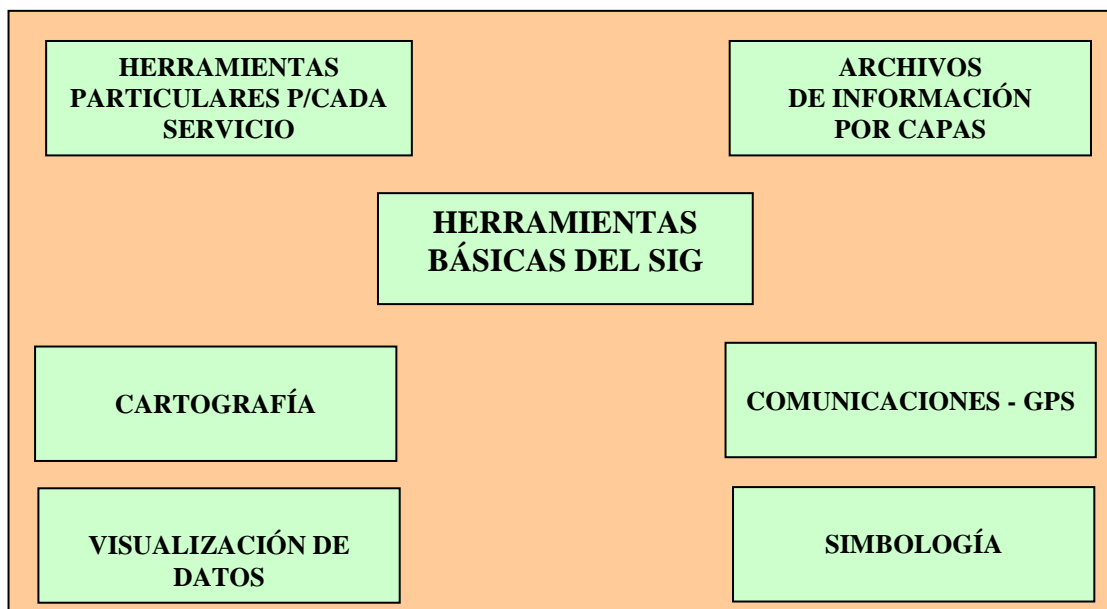 HERRAMIENTAS
PARTICULARES P/CADA
SERVICIO
ARCHIVOS
DE INFORMACIÓN
POR CAPAS
HERRAMIENTAS
BÁSICAS DEL SIG
CARTOGRAFÍA
COMUNICACIONES - GPS
VISUALIZACIÓN DE
DATOS
SIMBOLOGÍA